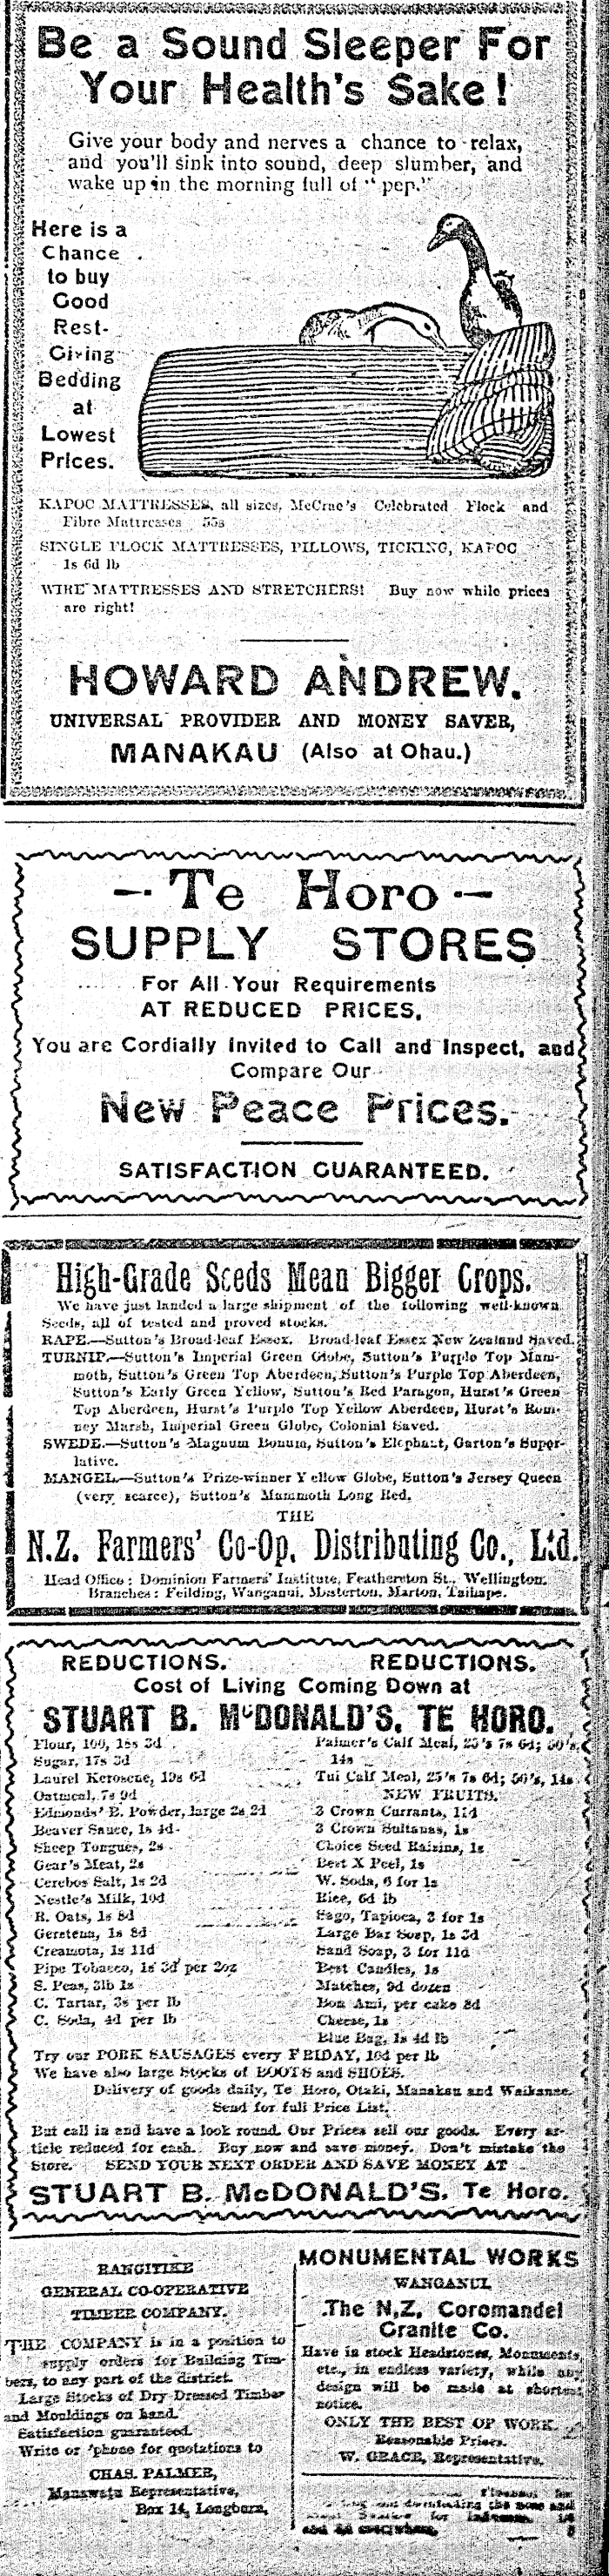 Be a Sound Sleeper For
Your Health's Sake!
Give your body and nerves a chance to relax,
and you'll sink into sound, deep slumber, and
wake up in the morning full of "pep."
Here is a
Chance
to buy
Good
Rest-
Giving
Bedding
at
Lowest
Prices.
KAPOC MATTRESSES, all sizes, McCrae's Celebrated Flock and
Fibre Mattresses 55s
SINGLE FLOCK MATTRESSES, PILLOWS, TICKING, KAPOC
1s 6d lb
WIRE MATTRESSES AND STRETCHERS! Buy now while prices
are right!
HOWARD ANDREW.
UNIVERSAL PROVIDER AND MONEY SAVER,
MANAKAU (Also at Ohau.)
Te Horo
SUPPLY STORES
For All Your Requirements
AT REDUCED PRICES.
You are Cordially Invited to Call and Inspect, and
Compare Our
New Peace Prices.
SATISFACTION GUARANTEED.
High-Grade Seeds Mean Bigger Crops.
We have just landed a large shipment of the following well-known
Seeds, all of tested and proved stocks.
RAPE.—Sutton's Broad-leaf Essex. Broad-leaf Essex New Zealand Saved.
TURNIP.—Sutton's Imperial Green Globe, Sutton's Purple Top Mam-
moth, Sutton's Green Top Aberdeen, Sutton's Purple Top Aberdeen,
Sutton's Early Green Yellow, Sutton's Red Paragon, Hurst's Green
Top Aberdeen, Hurst's Purple Top Yellow Aberdeen, Hurst's Rom-
ney Marsh, Imperial Green Globe, Colonial Saved.
SWEDE.—Sutton's Magnum Bonum, Sutton's Elephant, Garton's Super-
lative.
MANGEL.—Sutton's Prize-winner Yellow Globe, Sutton's Jersey Queen
(very scarce), Sutton's Mammoth Long Red.
THE
N.Z. Farmers' Co-Op. Distributing Co., Ltd.
Head Office: Dominion Farmers' Institute, Featherston St., Wellington.
Branches: Feilding, Wanganui, Masterton, Marton, Taihape.
REDUCTIONS. REDUCTIONS.
Cost of Living Coming Down at
STUART B. McDONALD'S, TE HORO.
Flour, 100, 18s 3d
Sugar, 17s 3d
Laurel Kerosene, 19s 6d
Oatmeal, 7s 9d
Edmonds' B. Powder, large 2s 2d
Beaver Sauce, 1s 4d
Sheep Tongues, 2s
Gear's Meat, 2s
Cerebos Salt, 1s 2d
Nestle's Milk, 10d
R. Oats, 1s 8d
Gerstena, 1s 8d
Creamota, 1s 11d
Pipe Tobacco, 1s 3d per 2oz
S. Peas, 3lb 1s
C. Tartar, 3s per lb
C. Soda, 4d per lb
Palmer's Calf Meal, 25's 7s 6d; 50's,
14s
Tui Calf Meal, 25's 7s 6d; 50's, 14s
NEW FRUITS.
3 Crown Currants, 11d
3 Crown Sultanas, 1s
Choice Seed Raisins, 1s
Best X Peel, 1s
W. Soda, 6 for 1s
Rice, 6d lb
Sago, Tapioca, 3 for 1s
Large Bar Soap, 1s 3d
Sand Soap, 3 for 11d
Best Candles, 1s
Matches, 9d dozen
Bon Ami, per cake 8d
Cheese, 1s
Blue Bag, 1s 4d lb
Try our PORK SAUSAGES every FRIDAY, 10d per lb
We have also large Stocks of BOOTS and SHOES.
Delivery of goods daily, Te Horo, Otaki, Manakau and Waikanae.
Send for full Price List.
But call in and have a look round. Our Prices sell our goods. Every ar-
ticle reduced for cash. Buy now and save money. Don't mistake the
Store. SEND YOUR NEXT ORDER AND SAVE MONEY AT
STUART B. McDONALD'S, Te Horo.
RANGITIKE
GENERAL CO-OPERATIVE
TIMBER COMPANY.
THE COMPANY is in a position to
supply orders for Building Tim-
bers, to any part of the district.
Large Stocks of Dry Dressed Timber
and Mouldings on hand.
Satisfaction guaranteed.
Write or 'phone for quotations to
CHAS. PALMER,
Manawatu Representative,
Box 14, Longburn.
MONUMENTAL WORKS
WANGANUI.
The N.Z. Coromandel
Granite Co.
Have in stock Headstones, Monuments,
etc., in endless variety, while any
design will be made at shortest
notice.
ONLY THE BEST OF WORK.
Reasonable Prices.
W. GRACE, Representative.
the nose and
for